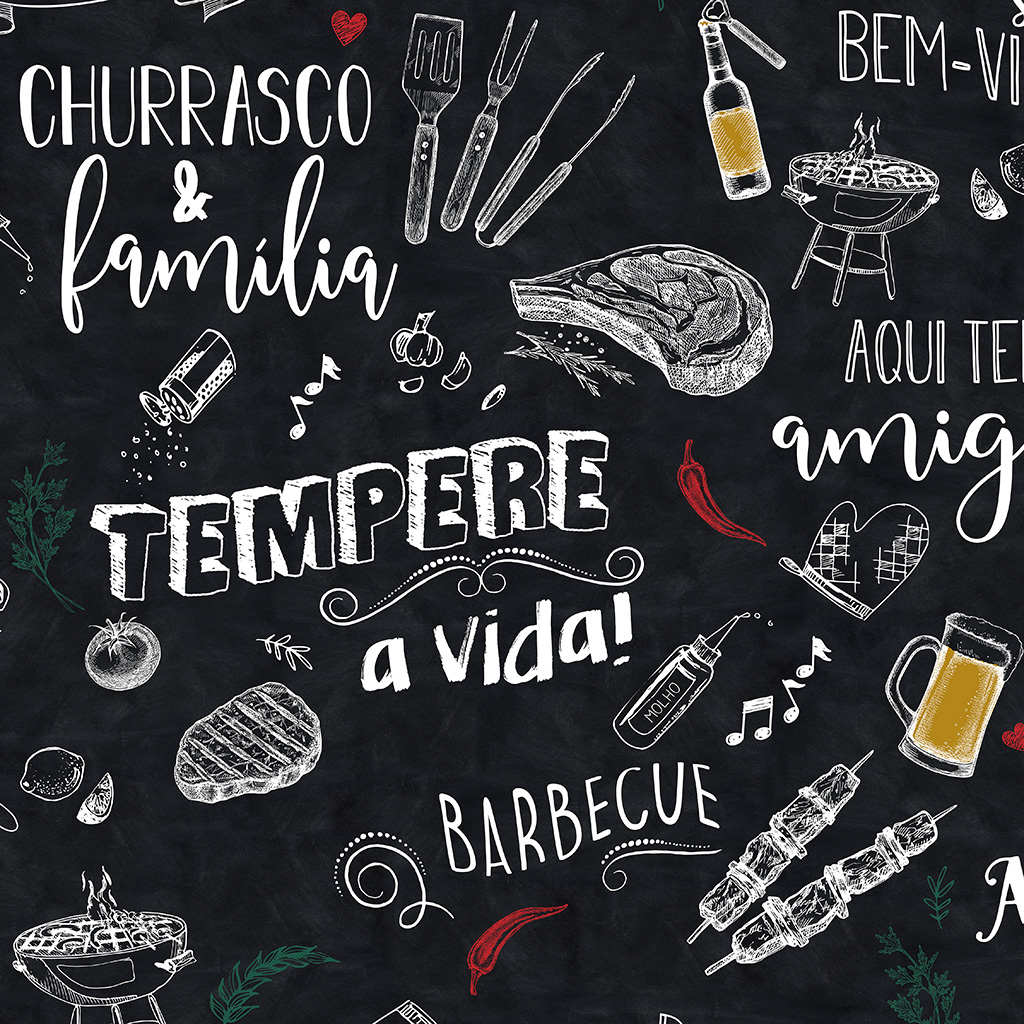 CHURRASCO
&
família
BEM-VI
AQUI TE
amig
TEMPERE
a vida!
MOLHO
BARBECUE
A